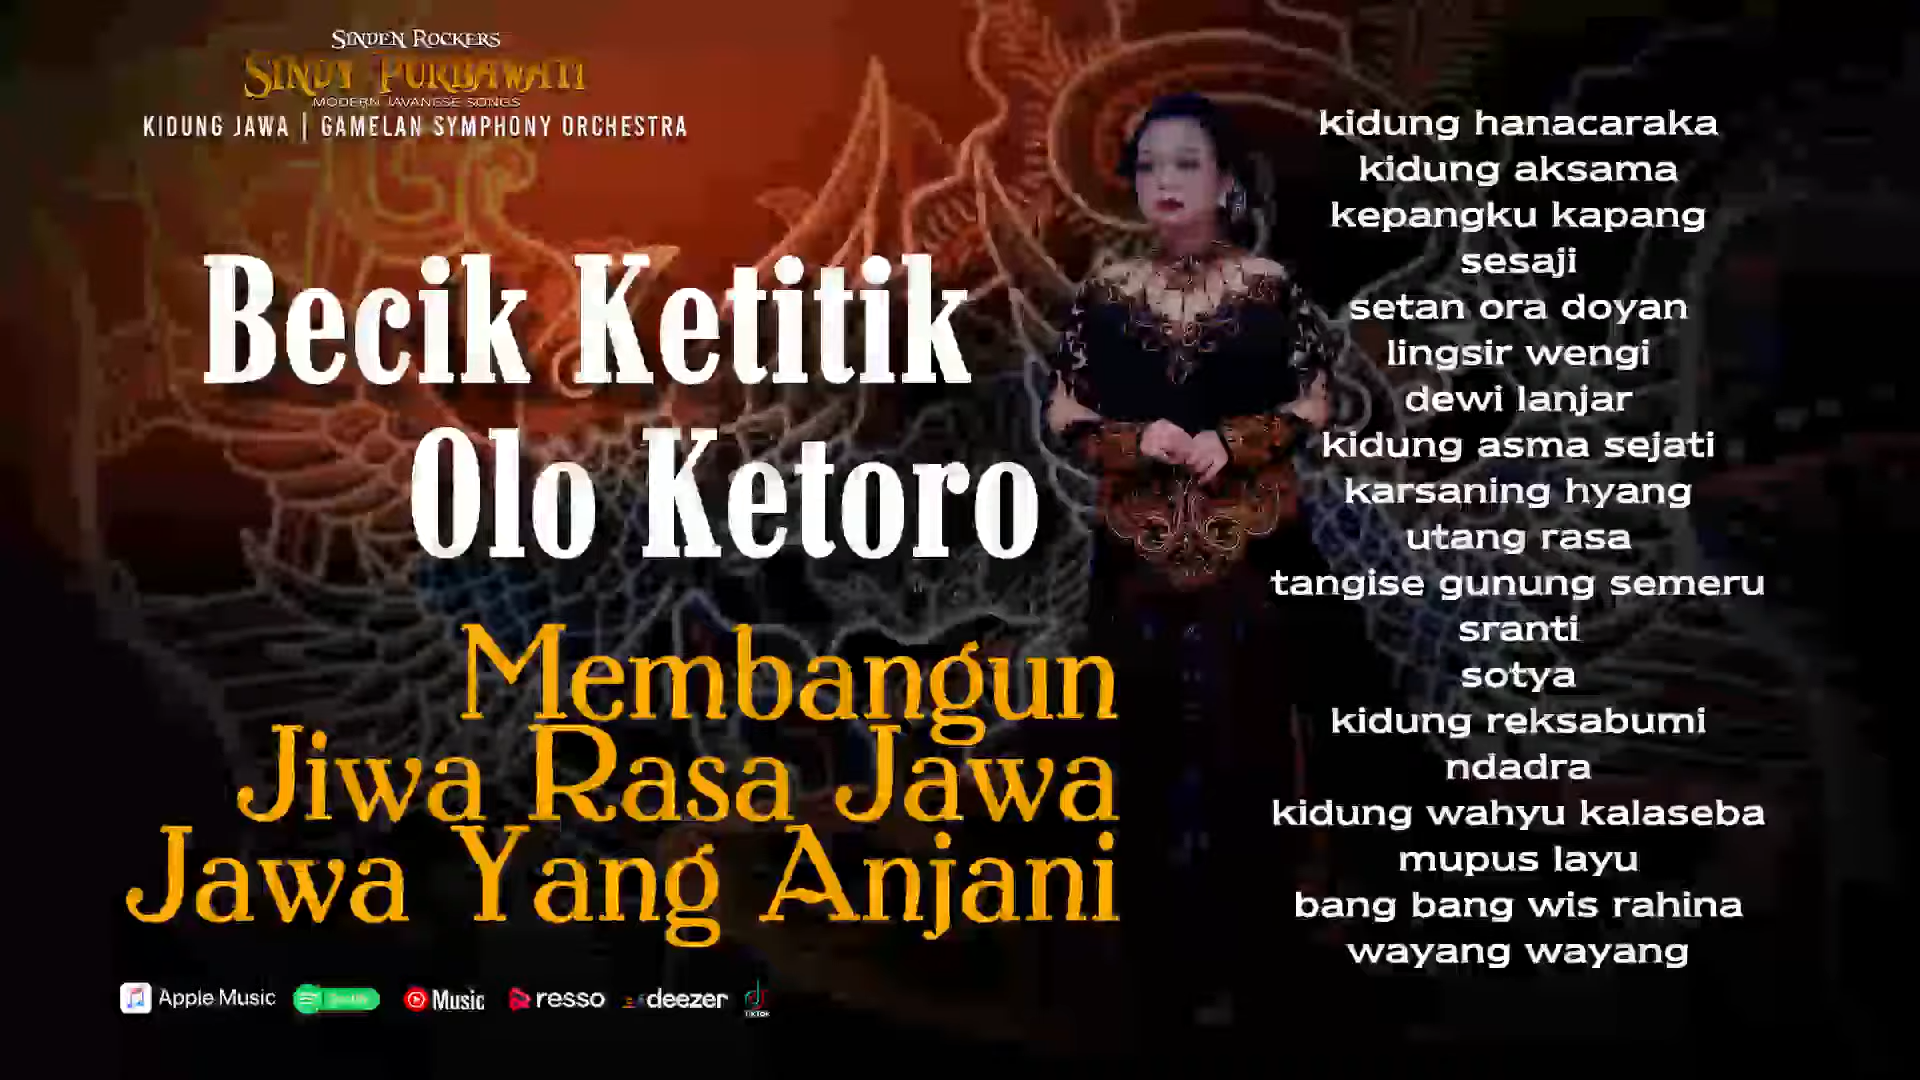 SINDEN ROCKERS
SINDY PURBAWATI
MODERN JAVANESE SONGS
KIDUNG JAWA | GAMELAN SYMPHONY ORCHESTRA
Becik Ketitik
Olo Ketoro
Membangun
Jiwa Rasa Jawa
Jawa Yang Anjani
Apple Music
Music
resso
deezer
TIKTOK
kidung hanacaraka
kidung aksama
kepangku kapang
sesaji
setan ora doyan
lingsir wengi
dewi lanjar
kidung asma sejati
karsaning hyang
utang rasa
tangise gunung semeru
sranti
sotya
kidung reksabumi
ndadra
kidung wahyu kalaseba
mupus layu
bang bang wis rahina
wayang wayang